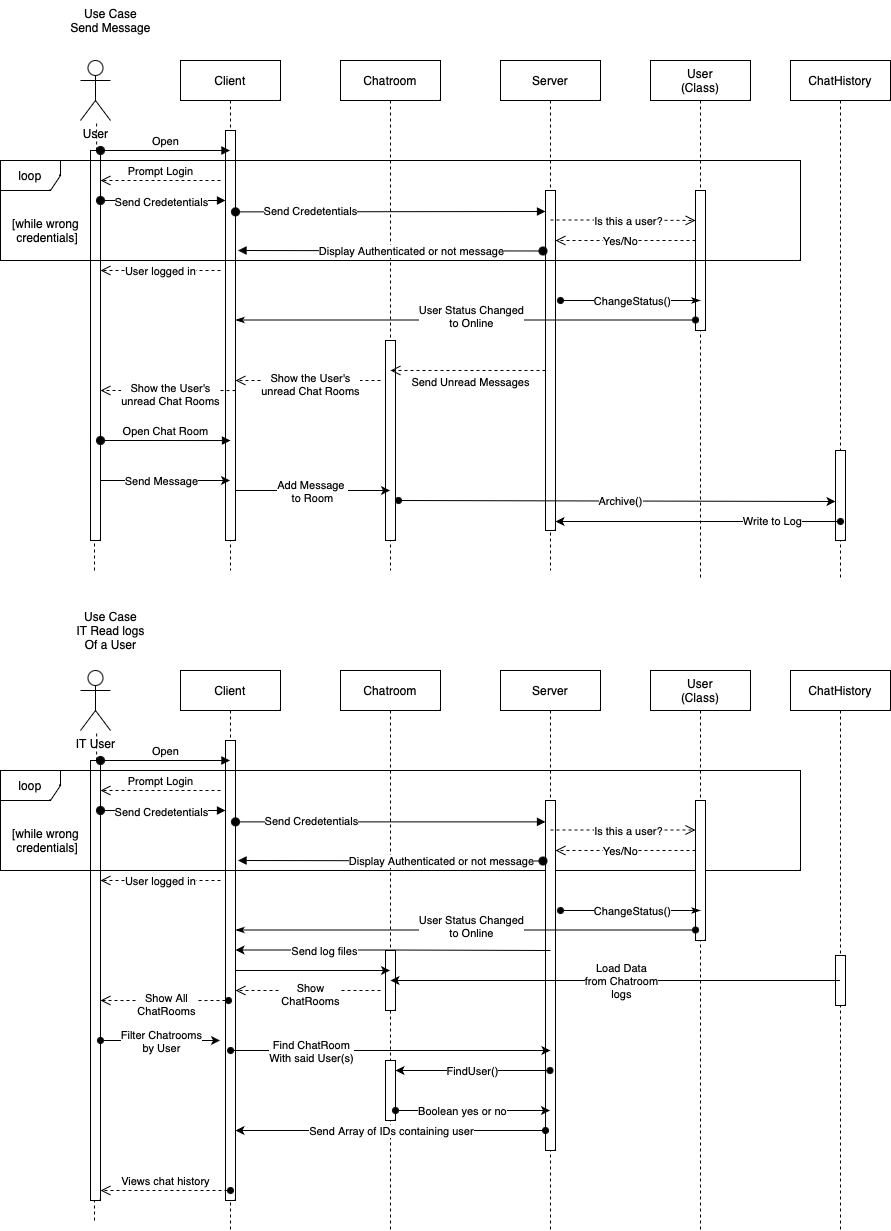 Use Case
Send Message
Client
Chatroom
Server
User
(Class)
ChatHistory
User
Open
loop
Prompt Login
Send Credetentials
Send Credetentials
[while wrong
credentials]
Is this a user?
Yes/No
Display Authenticated or not message
User logged in
ChangeStatus()
User Status Changed
to Online
Send Unread Messages
Show the User's
unread Chat Rooms
Show the User's
unread Chat Rooms
Open Chat Room
Send Message
Add Message
to Room
Archive()
Write to Log
Use Case
IT Read logs
Of a User
Client
Chatroom
Server
User
(Class)
ChatHistory
IT User
Open
loop
Prompt Login
Send Credetentials
Send Credetentials
[while wrong
credentials]
Is this a user?
Yes/No
Display Authenticated or not message
User logged in
ChangeStatus()
User Status Changed
to Online
Send log files
Load Data
from Chatroom
logs
Show
ChatRooms
Show All
ChatRooms
Filter Chatrooms
by User
Find ChatRoom
With said User(s)
FindUser()
Boolean yes or no
Send Array of IDs containing user
Views chat history